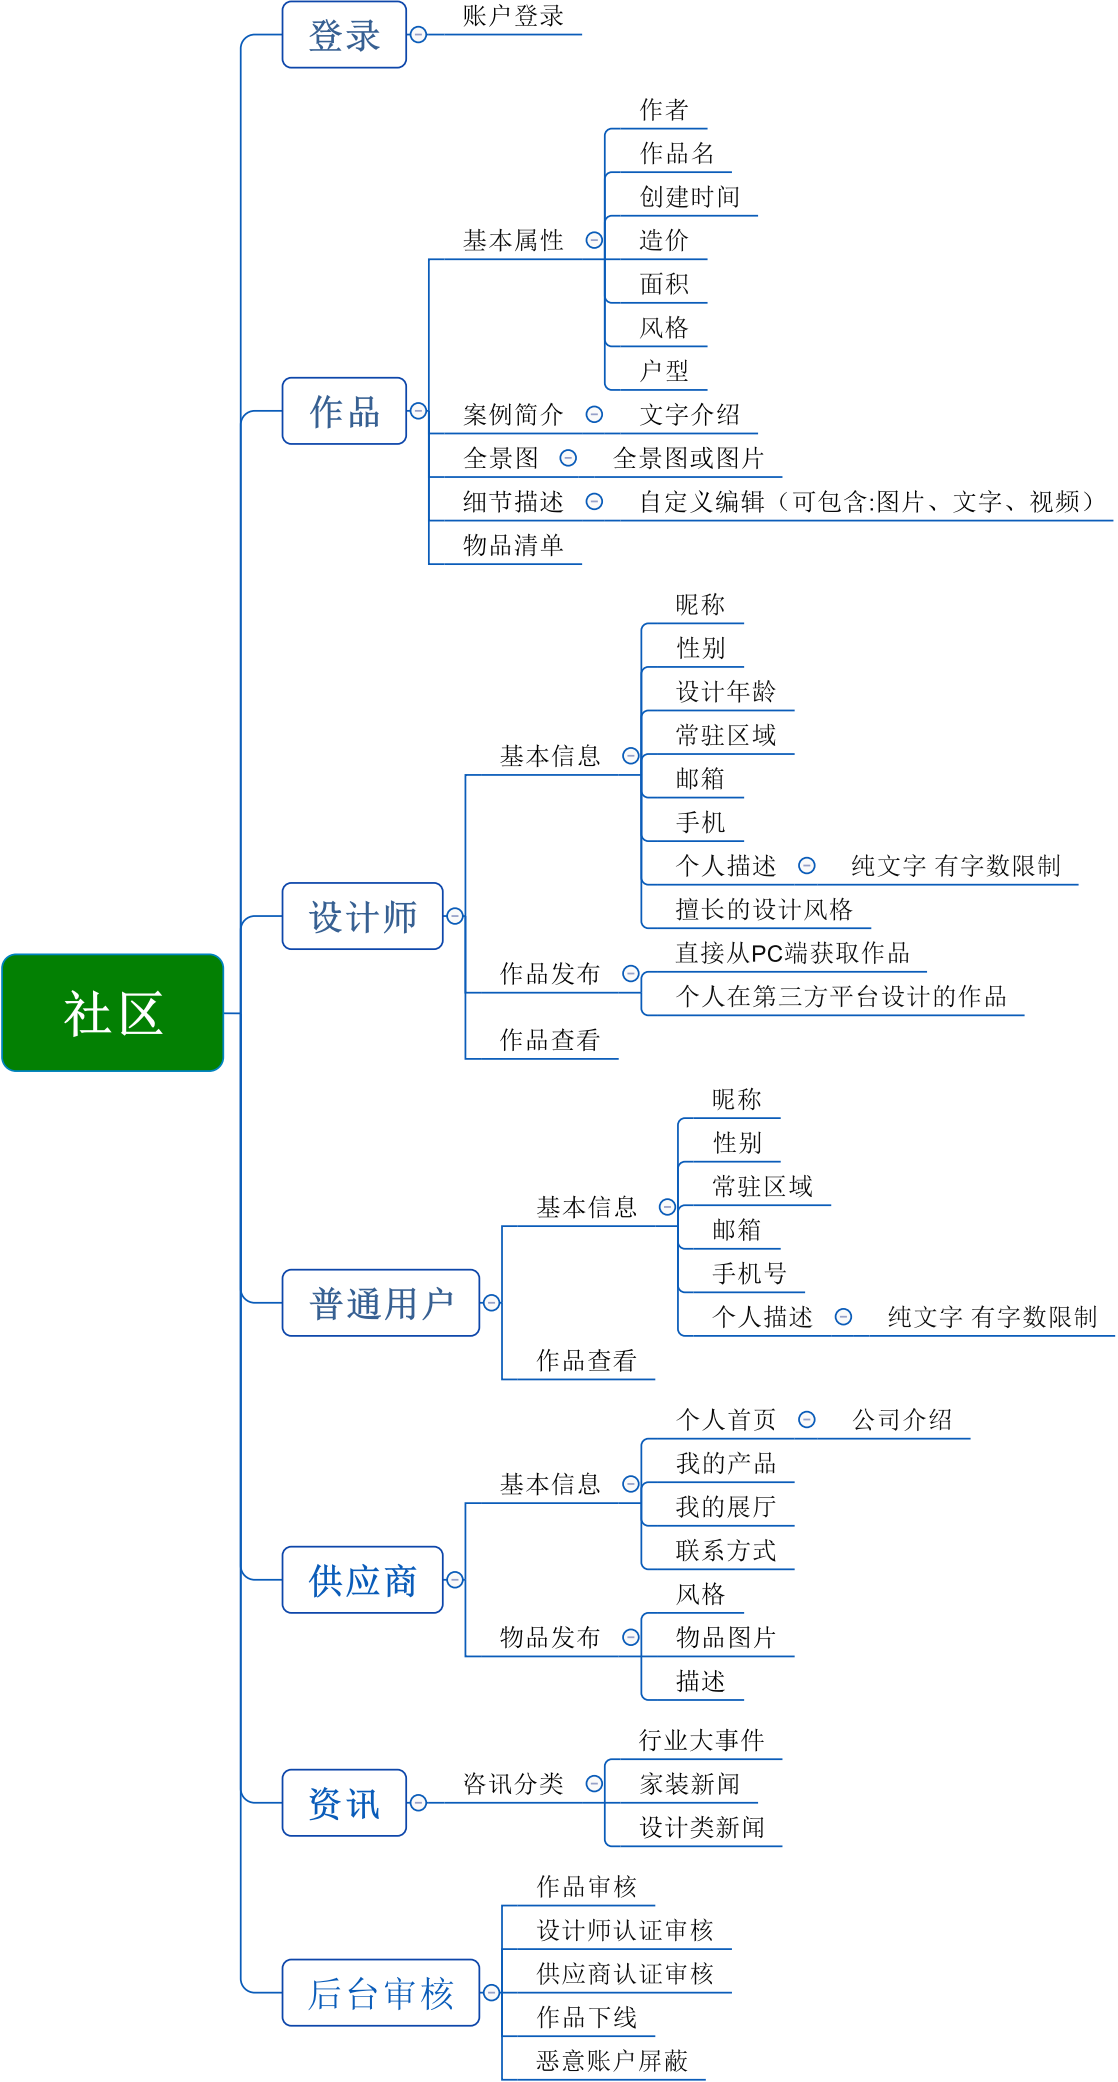 社区
登录
账户登录
作品
基本属性
作者
作品名
创建时间
造价
面积
风格
户型
案例简介
文字介绍
全景图
全景图或图片
细节描述
自定义编辑（可包含:图片、文字、视频）
物品清单
设计师
基本信息
昵称
性别
设计年龄
常驻区域
邮箱
手机
个人描述
纯文字 有字数限制
擅长的设计风格
作品发布
直接从PC端获取作品
个人在第三方平台设计的作品
作品查看
普通用户
基本信息
昵称
性别
常驻区域
邮箱
手机号
个人描述
纯文字 有字数限制
作品查看
供应商
基本信息
个人首页
公司介绍
我的产品
我的展厅
联系方式
物品发布
风格
物品图片
描述
资讯
咨讯分类
行业大事件
家装新闻
设计类新闻
后台审核
作品审核
设计师认证审核
供应商认证审核
作品下线
恶意账户屏蔽